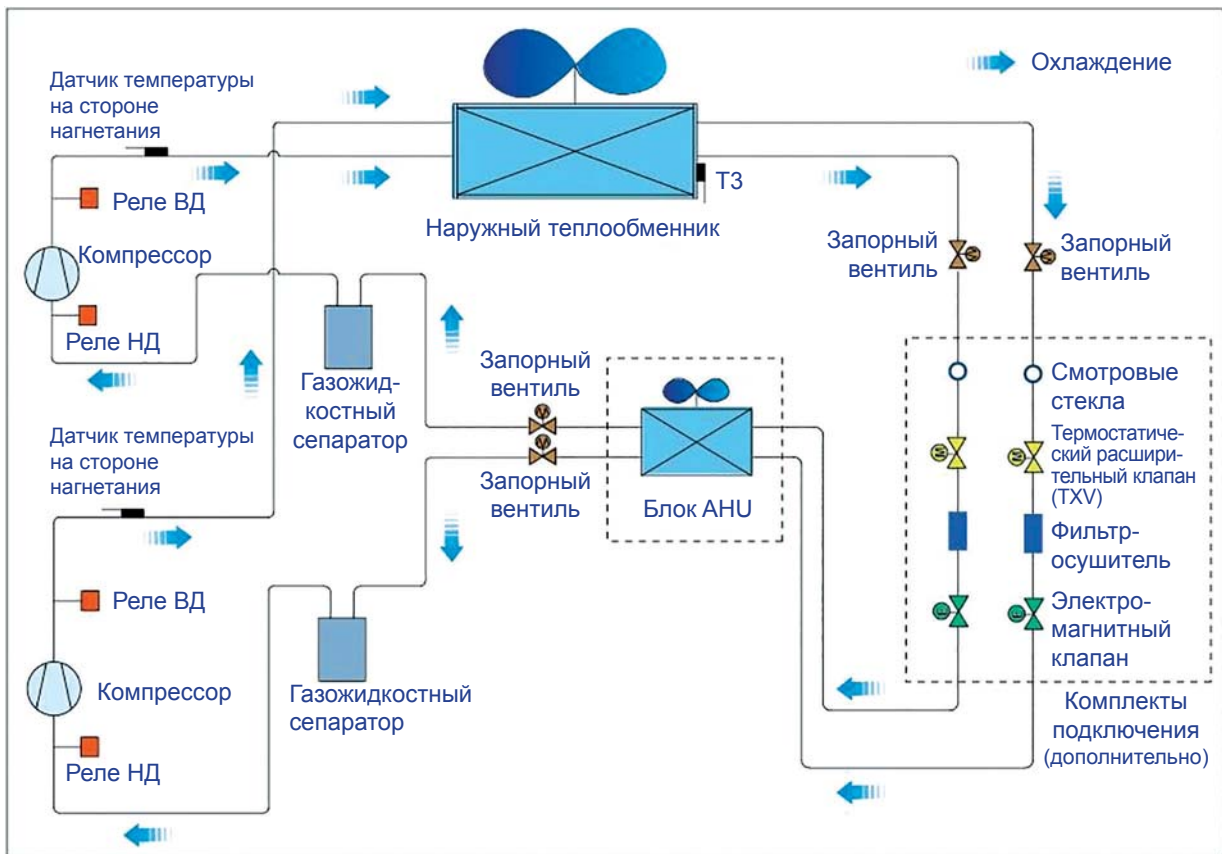 Охлаждение
Датчик температуры
на стороне
нагнетания
Реле ВД
Т3
Наружный теплообменник
Компрессор
Запорный
вентиль
Запорный
вентиль
Реле НД
Газожид-
костный
сепаратор
Запорный
вентиль
Смотровые
стекла
Датчик температуры
на стороне
нагнетания
Термостатиче-
ский расшири-
тельный клапан
(TXV)
Запорный
вентиль
Блок AHU
Фильтр-
осушитель
Реле ВД
Электро-
магнитный
клапан
Компрессор
Газожидкостный
сепаратор
Комплекты
подключения
(дополнительно)
Реле НД